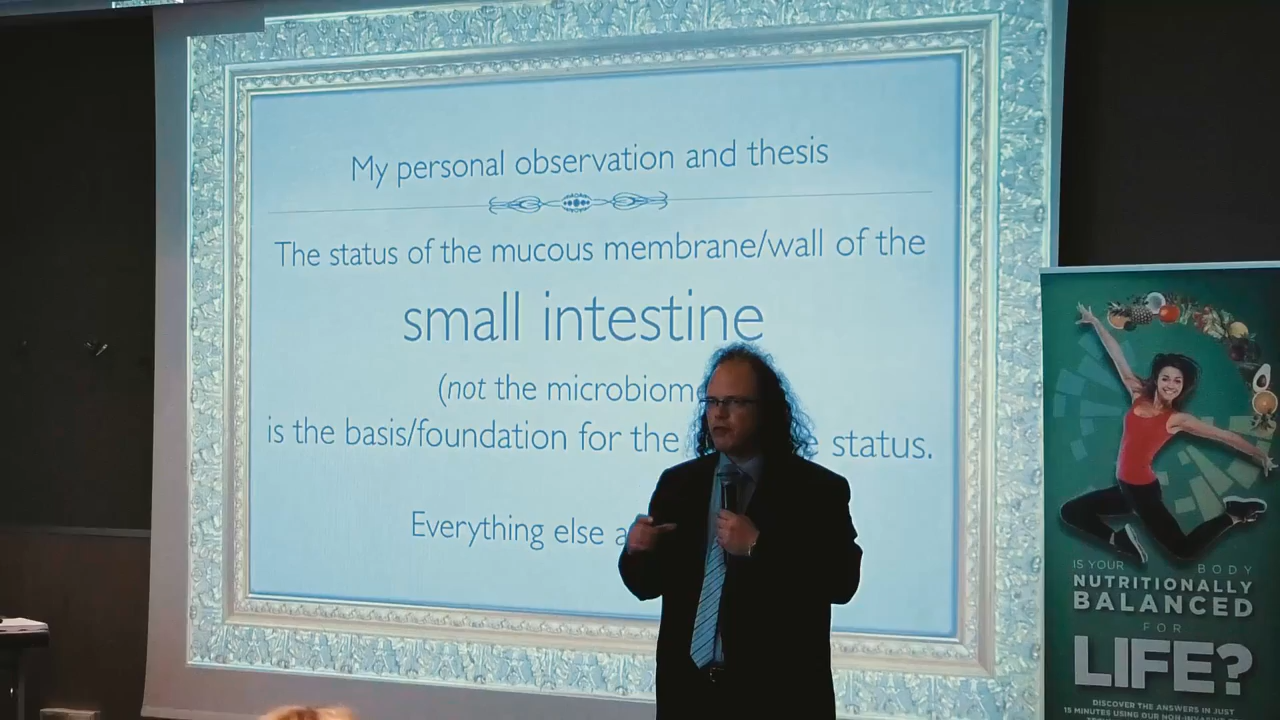 My personal observation and thesis
The status of the mucous membrane/wall of the
small intestine
(not the microbiome
is the basis/foundation for the status.
Everything else
IS YOUR BODY
NUTRITIONALLY
BALANCED
FOR
LIFE?
DISCOVER THE ANSWERS IN JUST
15 MINUTES USING OUR